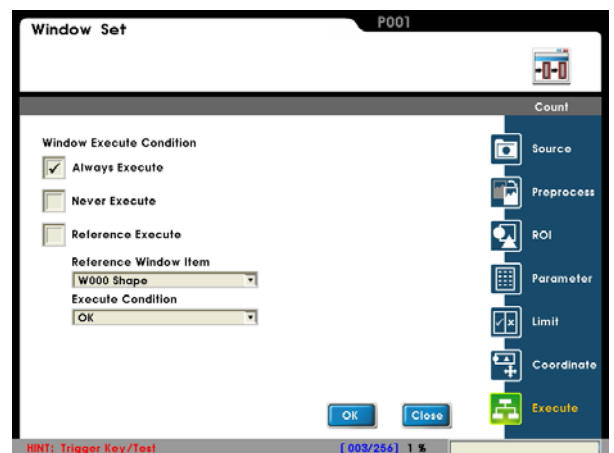 Window Set
P001
Count
Window Execute Condition
Always Execute
Never Execute
Reference Execute
Reference Window Item
W000 Shape
Execute Condition
OK
Source
Preprocess
ROI
Parameter
Limit
Coordinate
Execute
OK
Close
HINT: Trigger Key/Test
[003/256] 1 %